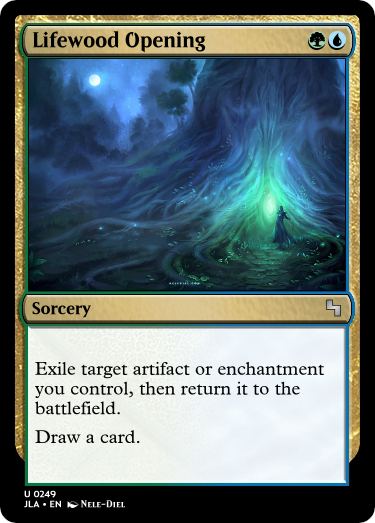 Lifewood Opening
Sorcery
Exile target artifact or enchantment
you control, then return it to the
battlefield.
Draw a card.
U 0249
JLA • EN Nele-Diel